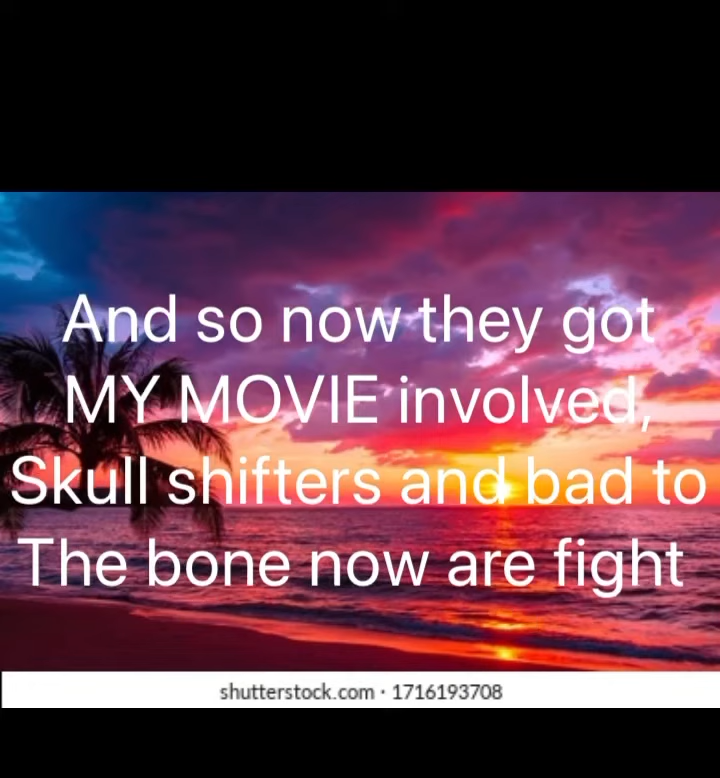 And so now they got
MY MOVIE involved,
Skull shifters and bad to
The bone now are fight
shutterstock.com · 1716193708